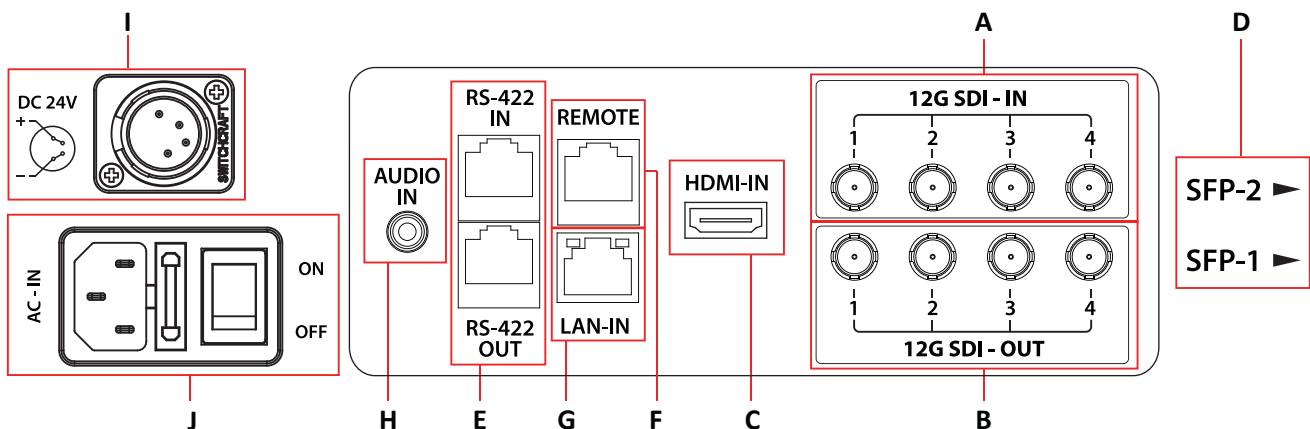 I
A
D
DC 24V
+
−
SWITCHCRAFT
RS-422
IN
REMOTE
AUDIO
IN
HDMI-IN
12G SDI - IN
1 2 3 4
SFP-2 ►
SFP-1 ►
AC - IN
ON
OFF
RS-422
OUT
LAN-IN
1 2 3 4
12G SDI - OUT
J H E G F C B